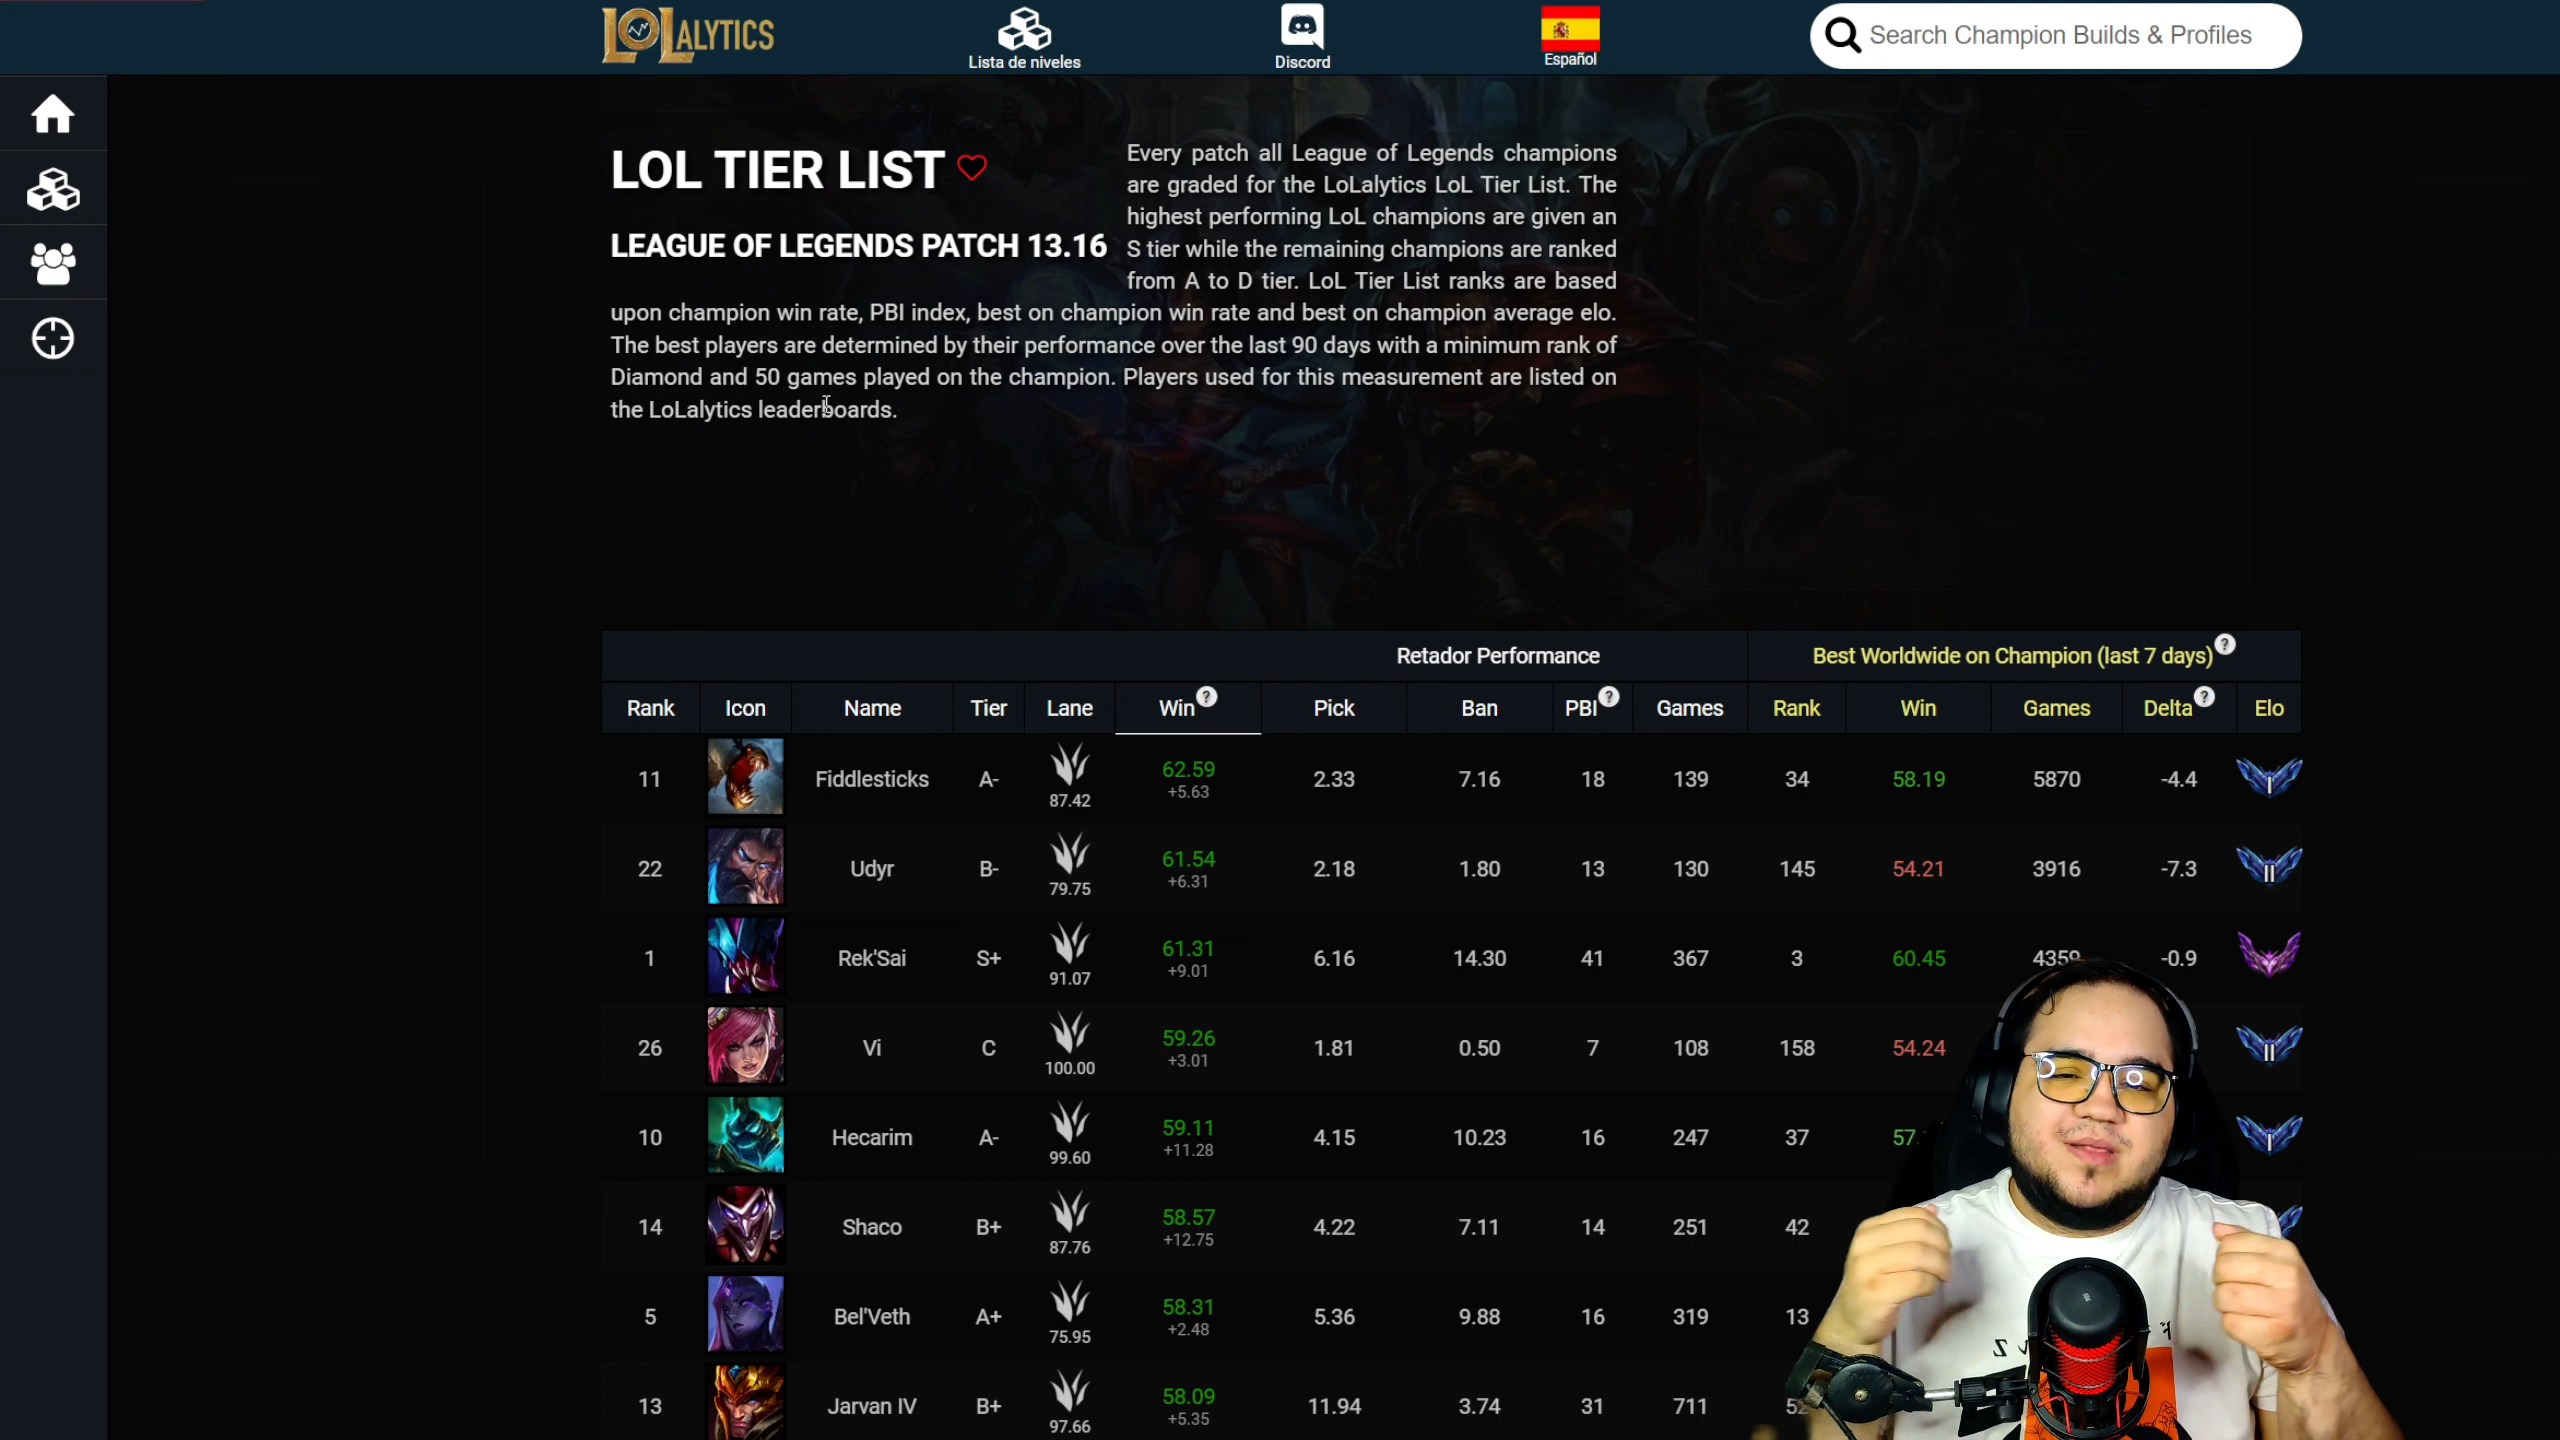 LOLALYTICS
Lista de niveles
Discord
Español
Search Champion Builds & Profiles
LOL TIER LIST
LEAGUE OF LEGENDS PATCH 13.16
Every patch all League of Legends champions
are graded for the LoLalytics LoL Tier List. The
highest performing LoL champions are given an
S tier while the remaining champions are ranked
from A to D tier. LoL Tier List ranks are based
upon champion win rate, PBI index, best on champion win rate and best on champion average elo.
The best players are determined by their performance over the last 90 days with a minimum rank of
Diamond and 50 games played on the champion. Players used for this measurement are listed on
the LoLalytics leaderboards.
Retador Performance Best Worldwide on Champion (last 7 days) ?
Rank Icon Name Tier Lane Win ? Pick Ban PBI ? Games Rank Win Games Delta ? Elo
11 Fiddlesticks A- 87.42 62.59 +5.63 2.33 7.16 18 139 34 58.19 5870 -4.4 I
22 Udyr B- 79.75 61.54 +6.31 2.18 1.80 13 130 145 54.21 3916 -7.3 II
1 Rek'Sai S+ 91.07 61.31 +9.01 6.16 14.30 41 367 3 60.45 4359 -0.9
26 Vi C 100.00 59.26 +3.01 1.81 0.50 7 108 158 54.24 II
10 Hecarim A- 99.60 59.11 +11.28 4.15 10.23 16 247 37 57. I
14 Shaco B+ 87.76 58.57 +12.75 4.22 7.11 14 251 42
5 Bel'Veth A+ 75.95 58.31 +2.48 5.36 9.88 16 319 13
13 Jarvan IV B+ 97.66 58.09 +5.35 11.94 3.74 31 711